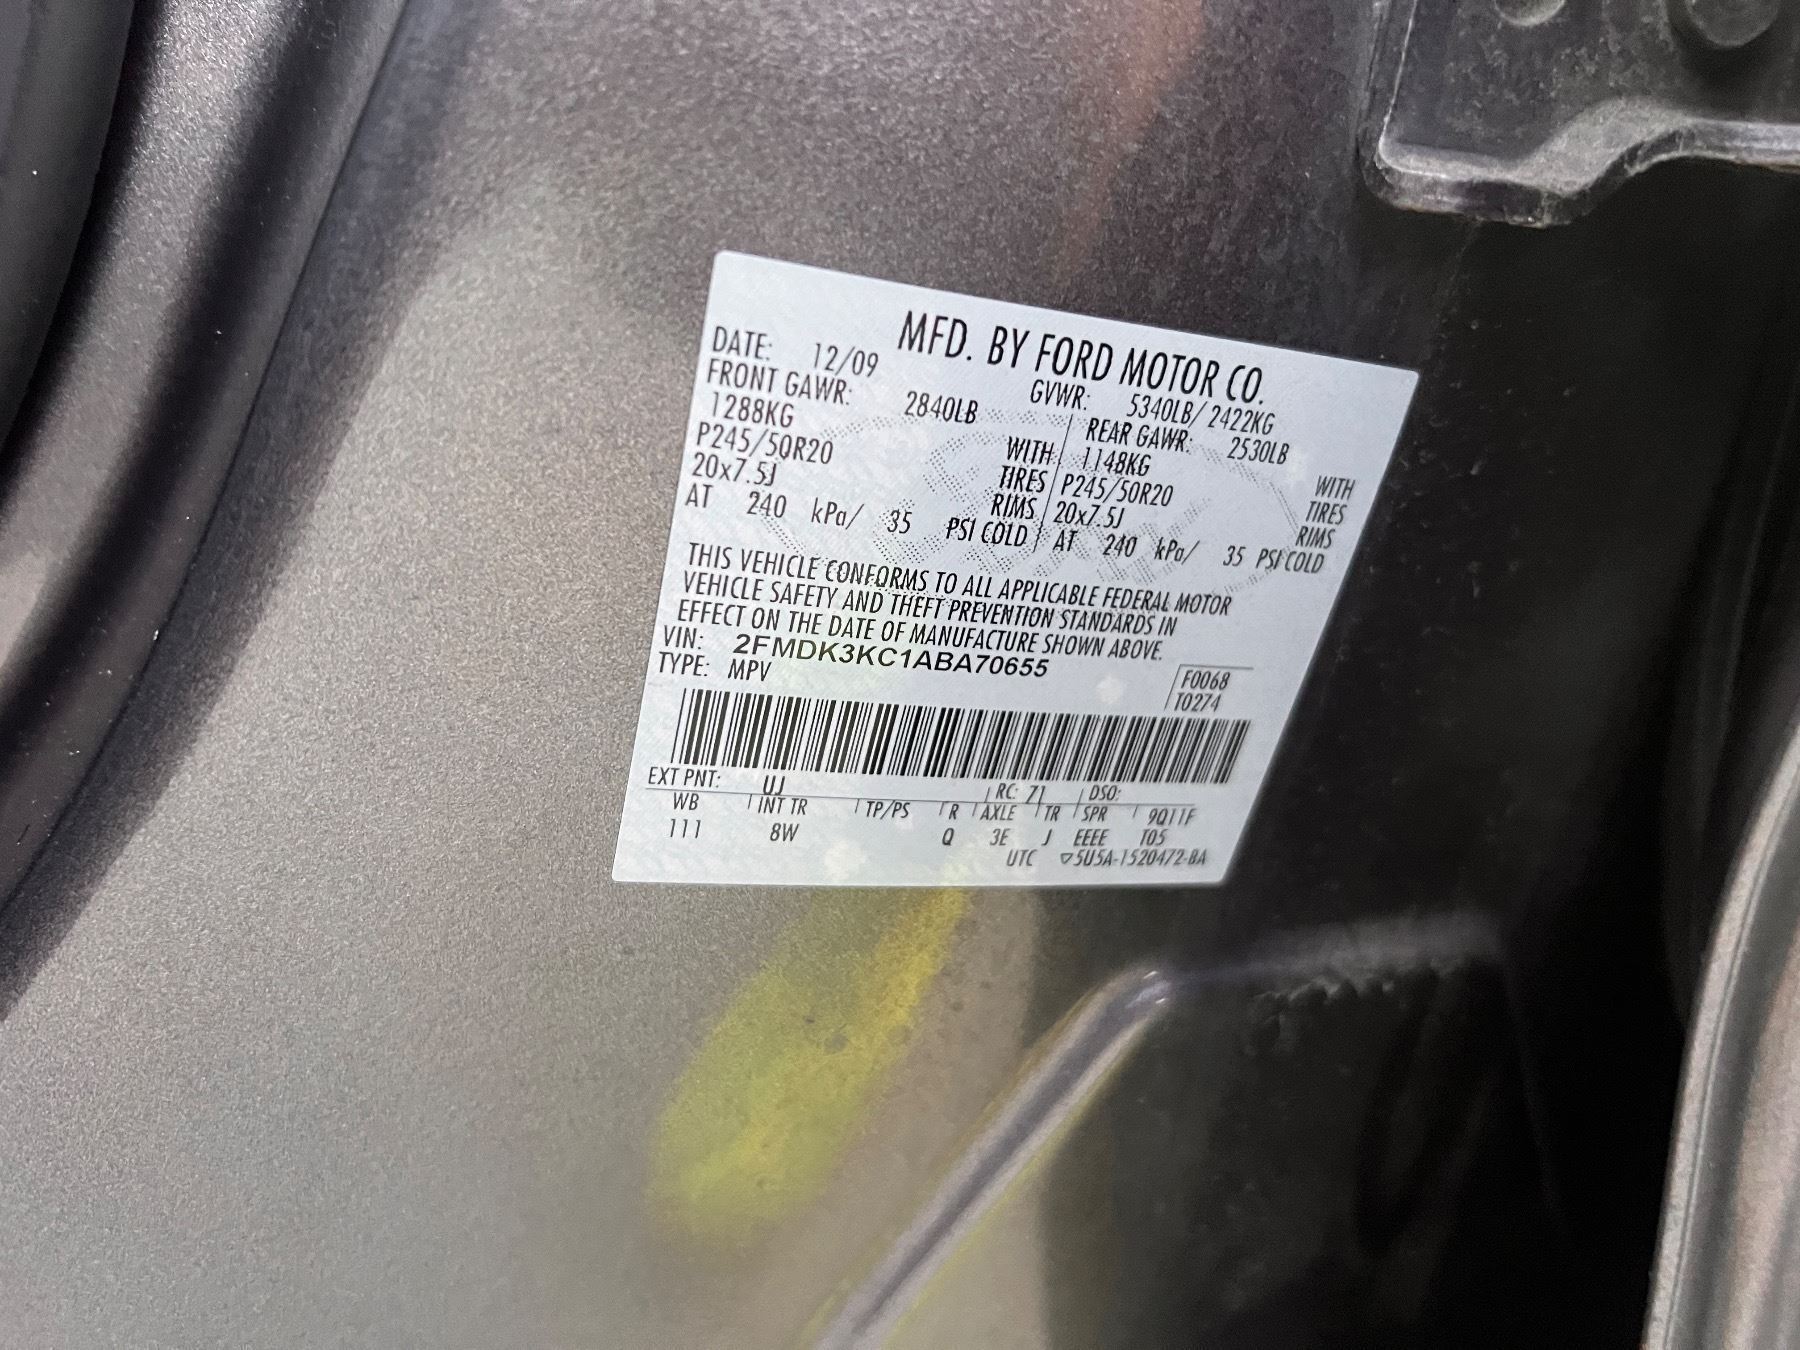 MFD. BY FORD MOTOR CO.
DATE: 12/09 GVWR: 5340LB/ 2422KG
FRONT GAWR: 2840LB REAR GAWR: 2530LB
1288KG WITH 1148KG WITH
P245/50R20 TIRES P245/50R20 TIRES
20x7.5J RIMS 20x7.5J RIMS
AT 240 kPa/ 35 PSI COLD AT 240 kPa/ 35 PSI COLD
THIS VEHICLE CONFORMS TO ALL APPLICABLE FEDERAL MOTOR
VEHICLE SAFETY AND THEFT PREVENTION STANDARDS IN
EFFECT ON THE DATE OF MANUFACTURE SHOWN ABOVE.
VIN: 2FMDK3KC1ABA70655
TYPE: MPV F0068
T0274
EXT PNT: UJ RC: 71 DSO:
WB INT TR TP/PS R AXLE TR SPR 9Q11F
111 8W Q 3E J EEEE T05
UTC ▽5U5A-1520472-BA